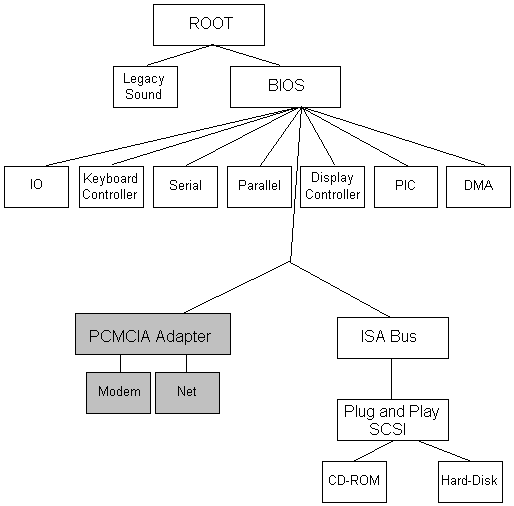 ROOT
Legacy
Sound
BIOS
IO
Keyboard
Controller
Serial
Parallel
Display
Controller
PIC
DMA
PCMCIA Adapter
ISA Bus
Modem
Net
Plug and Play
SCSI
CD-ROM
Hard-Disk